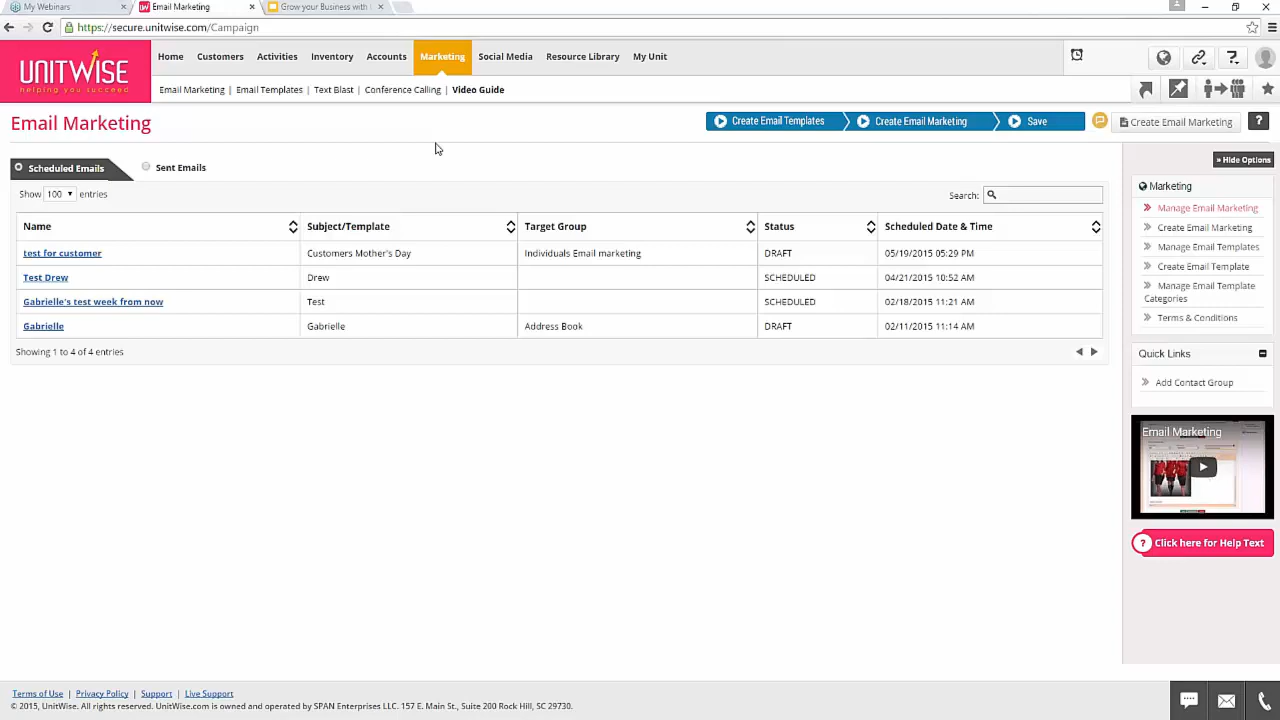 My Webinars
Email Marketing
Grow your Business with
https://secure.unitwise.com/Campaign
UNITWISE
helping you succeed
Home Customers Activities Inventory Accounts Marketing Social Media Resource Library My Unit
Email Marketing | Email Templates | Text Blast | Conference Calling | Video Guide
Email Marketing
Create Email Templates Create Email Marketing Save
Create Email Marketing
?
» Hide Options
Scheduled Emails Sent Emails
Show 100 entries
Search:
Name Subject/Template Target Group Status Scheduled Date & Time
test for customer Customers Mother's Day Individuals Email marketing DRAFT 05/19/2015 05:29 PM
Test Drew Drew SCHEDULED 04/21/2015 10:52 AM
Gabrielle's test week from now Test SCHEDULED 02/18/2015 11:21 AM
Gabrielle Gabrielle Address Book DRAFT 02/11/2015 11:14 AM
Showing 1 to 4 of 4 entries
Marketing
Manage Email Marketing
Create Email Marketing
Manage Email Templates
Create Email Template
Manage Email Template
Categories
Terms & Conditions
Quick Links
Add Contact Group
Email Marketing
? Click here for Help Text
Terms of Use | Privacy Policy | Support | Live Support
© 2015, UnitWise. All rights reserved. UnitWise.com is owned and operated by SPAN Enterprises LLC. 157 E. Main St., Suite 200 Rock Hill, SC 29730.